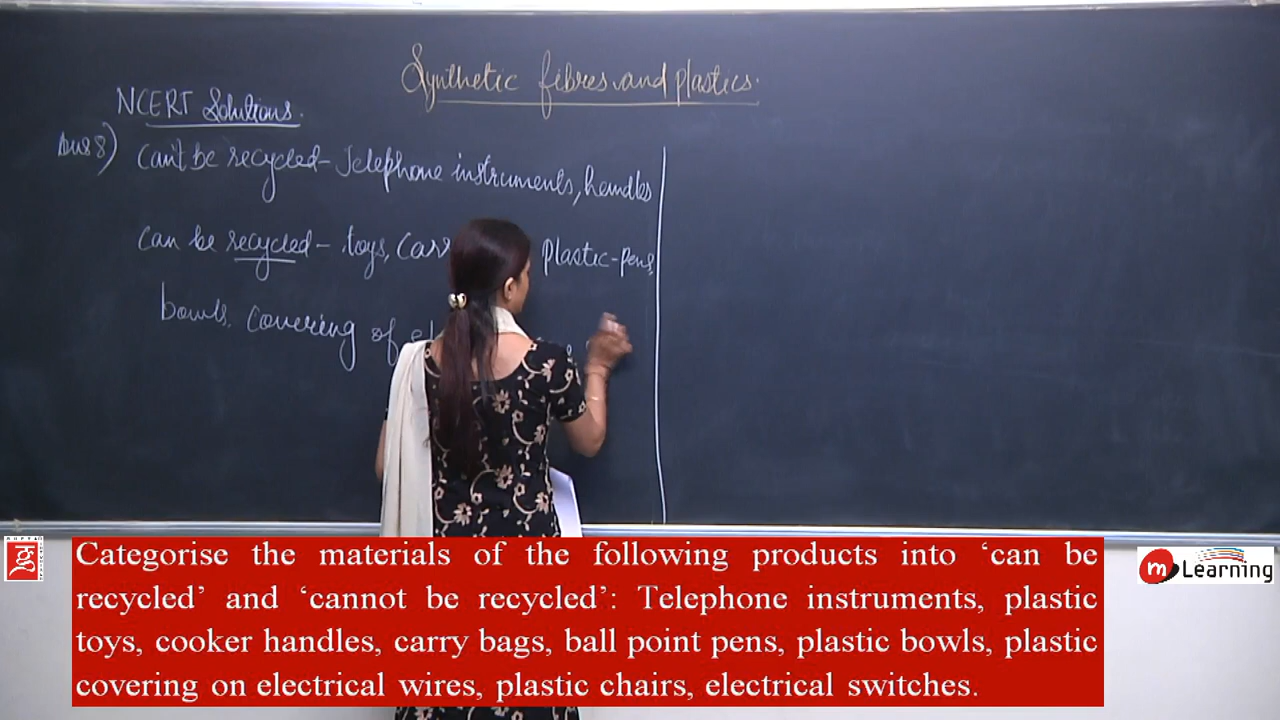 Synthetic fibres and plastics.
NCERT Solutions.
Ans 8) Can't be recycled - Telephone instruments, handles
Can be recycled - toys, Carr plastic-pens,
bowls. Covering of el
Categorise the materials of the following products into ‘can be
recycled’ and ‘cannot be recycled’: Telephone instruments, plastic
toys, cooker handles, carry bags, ball point pens, plastic bowls, plastic
covering on electrical wires, plastic chairs, electrical switches.
m Learning